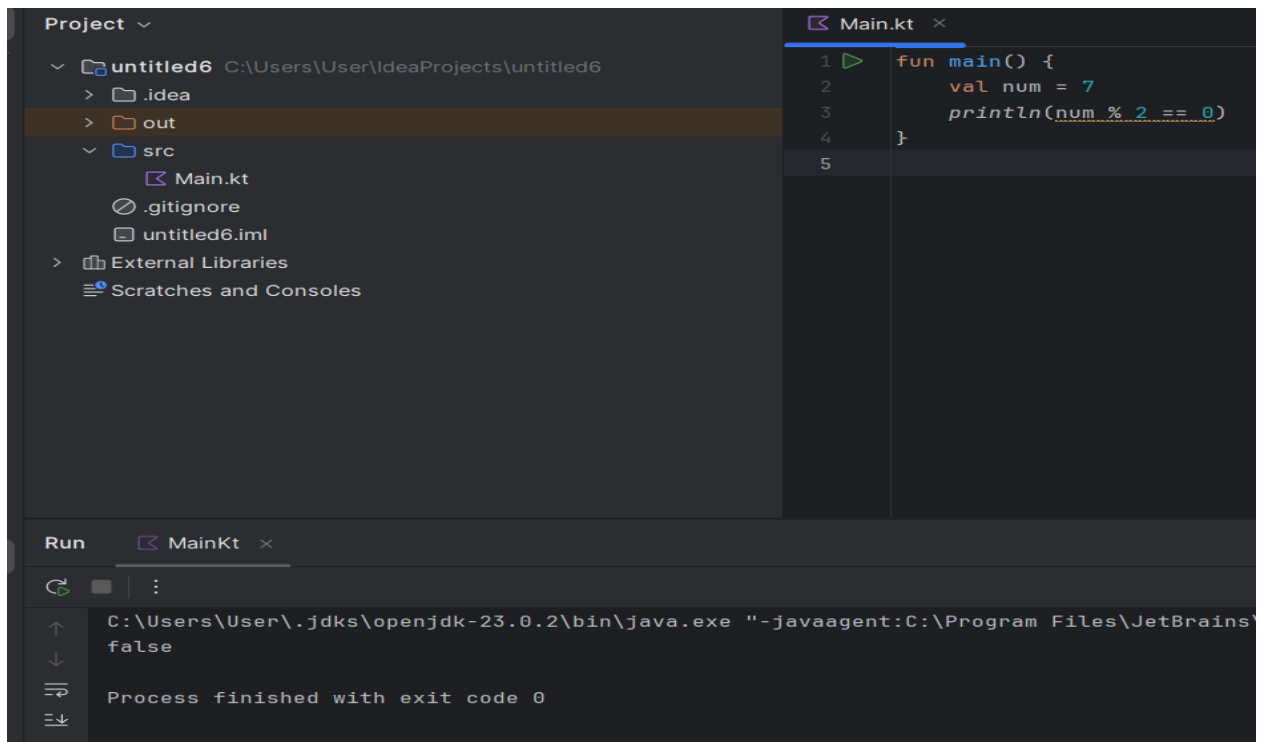 Project
untitled6 C:\Users\User\IdeaProjects\untitled6
.idea
out
src
Main.kt
.gitignore
untitled6.iml
External Libraries
Scratches and Consoles
Main.kt
1 fun main() {
2 val num = 7
3 println(num % 2 == 0)
4 }
5
Run MainKt
C:\Users\User\.jdks\openjdk-23.0.2\bin\java.exe "-javaagent:C:\Program Files\JetBrains\
false
Process finished with exit code 0